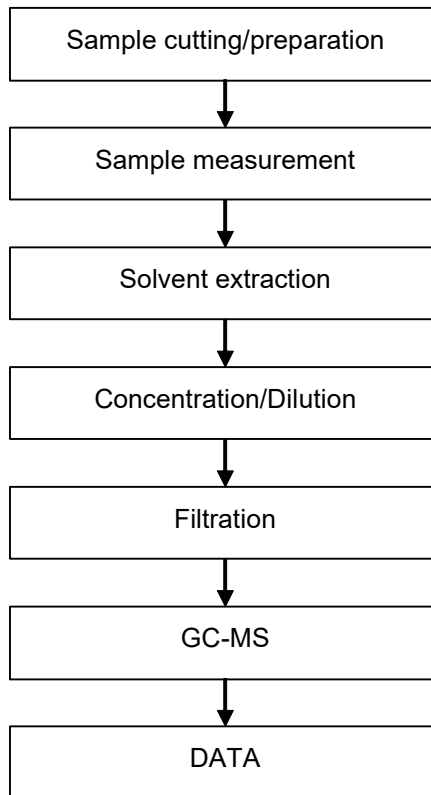 Sample cutting/preparation
Sample measurement
Solvent extraction
Concentration/Dilution
Filtration
GC-MS
DATA